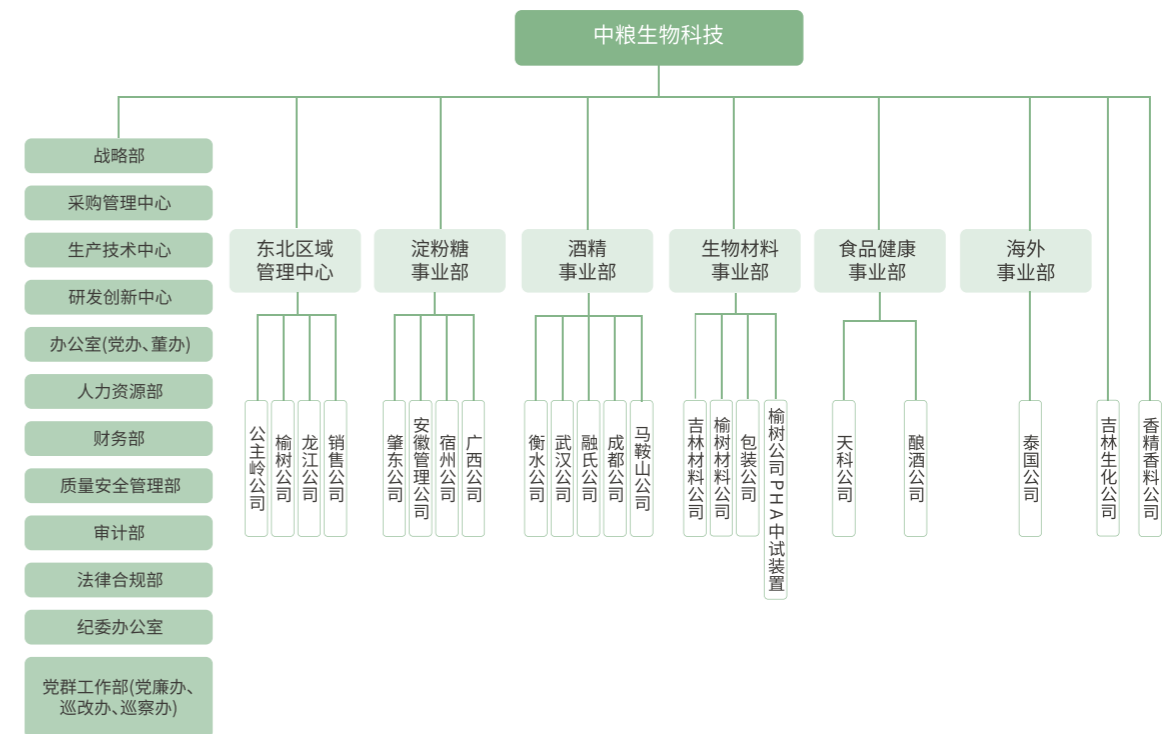 中粮生物科技
战略部
采购管理中心
生产技术中心
研发创新中心
办公室(党办、董办)
人力资源部
财务部
质量安全管理部
审计部
法律合规部
纪委办公室
党群工作部(党廉办、
巡改办、巡察办)
东北区域
管理中心
淀粉糖
事业部
酒精
事业部
生物材料
事业部
食品健康
事业部
海外
事业部
公主岭公司
榆树公司
龙江公司
销售公司
肇东公司
安徽管理公司
宿州公司
广西公司
衡水公司
武汉公司
融氏公司
成都公司
马鞍山公司
吉林材料公司
榆树材料公司
包装公司
榆树公司PHA中试装置
天科公司
酿酒公司
泰国公司
吉林生化公司
香精香料公司